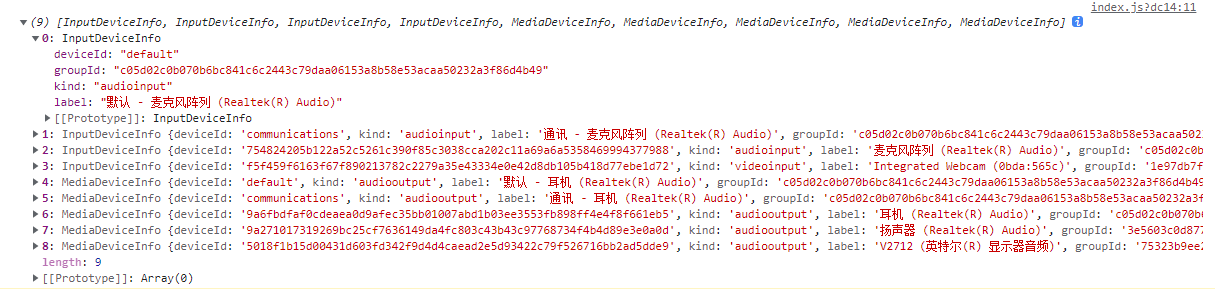 index.js?dc14:11
(9) [InputDeviceInfo, InputDeviceInfo, InputDeviceInfo, InputDeviceInfo, MediaDeviceInfo, MediaDeviceInfo, MediaDeviceInfo, MediaDeviceInfo, MediaDeviceInfo]
0: InputDeviceInfo
deviceId: "default"
groupId: "c05d02c0b070b6bc841c6c2443c79daa06153a8b58e53acaa50232a3f86d4b49"
kind: "audioinput"
label: "默认 - 麦克风阵列 (Realtek(R) Audio)"
[[Prototype]]: InputDeviceInfo
1: InputDeviceInfo {deviceId: 'communications', kind: 'audioinput', label: '通讯 - 麦克风阵列 (Realtek(R) Audio)', groupId: 'c05d02c0b070b6bc841c6c2443c79daa06153a8b58e53acaa502
2: InputDeviceInfo {deviceId: '754824205b122a52c5261c390f85c3038cca202c11a69a6a5358469994377988', kind: 'audioinput', label: '麦克风阵列 (Realtek(R) Audio)', groupId: 'c05d02c0b
3: InputDeviceInfo {deviceId: 'f5f459f6163f67f890213782c2279a35e43334e0e42d8db105b418d77ebe1d72', kind: 'videoinput', label: 'Integrated Webcam (0bda:565c)', groupId: '1e97db7f
4: MediaDeviceInfo {deviceId: 'default', kind: 'audiooutput', label: '默认 - 耳机 (Realtek(R) Audio)', groupId: 'c05d02c0b070b6bc841c6c2443c79daa06153a8b58e53acaa50232a3f86d4b49
5: MediaDeviceInfo {deviceId: 'communications', kind: 'audiooutput', label: '通讯 - 耳机 (Realtek(R) Audio)', groupId: 'c05d02c0b070b6bc841c6c2443c79daa06153a8b58e53acaa50232a3f
6: MediaDeviceInfo {deviceId: '9a6fbdfaf0cdeaea0d9afec35bb01007abd1b03ee3553fb898ff4e4f8f661eb5', kind: 'audiooutput', label: '耳机 (Realtek(R) Audio)', groupId: 'c05d02c0b070b6
7: MediaDeviceInfo {deviceId: '9a271017319269bc25cf7636149da4fc803c43b43c97768734f4b4d89e3e0a0d', kind: 'audiooutput', label: '扬声器 (Realtek(R) Audio)', groupId: '3e5603c0d877
8: MediaDeviceInfo {deviceId: '5018f1b15d00431d603fd342f9d4d4caead2e5d93422c79f526716bb2ad5dde9', kind: 'audiooutput', label: 'V2712 (英特尔(R) 显示器音频)', groupId: '75323b9ee2
length: 9
[[Prototype]]: Array(0)